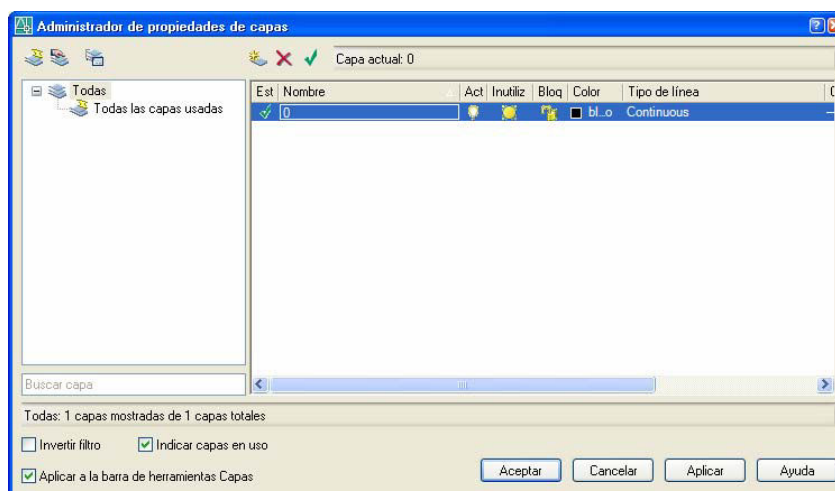 Administrador de propiedades de capas
Capa actual: 0
Todas
Todas las capas usadas
Est Nombre Act Inutiliz Bloq Color Tipo de línea
0 bl...o Continuous
Buscar capa
Todas: 1 capas mostradas de 1 capas totales
Invertir filtro Indicar capas en uso
Aplicar a la barra de herramientas Capas
Aceptar Cancelar Aplicar Ayuda